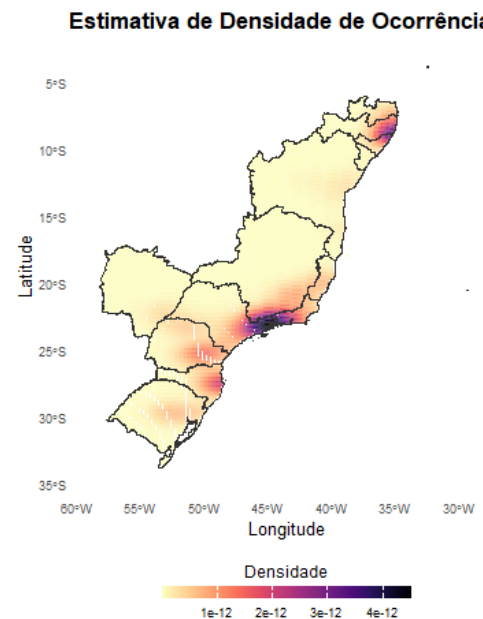 Estimativa de Densidade de Ocorrência
5°S
10°S
15°S
20°S
25°S
30°S
35°S
Latitude
60°W 55°W 50°W 45°W 40°W 35°W 30°W
Longitude
Densidade
1e-12 2e-12 3e-12 4e-12